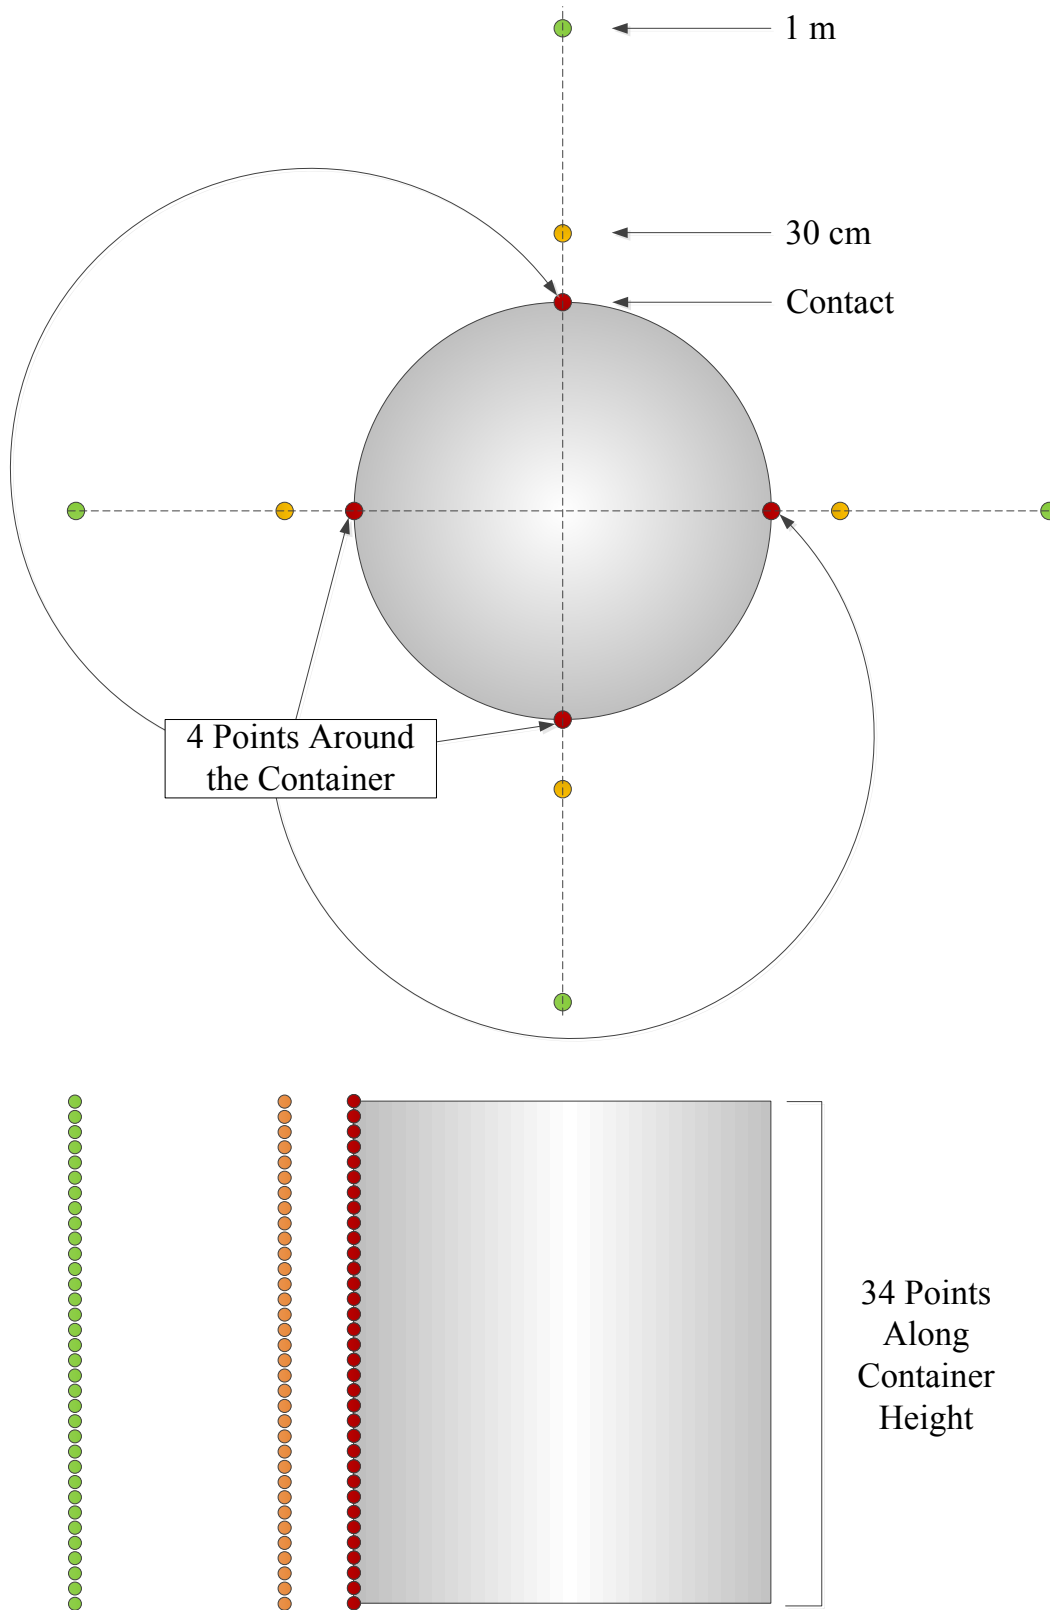 1 m
30 cm
Contact
4 Points Around
the Container
34 Points
Along
Container
Height